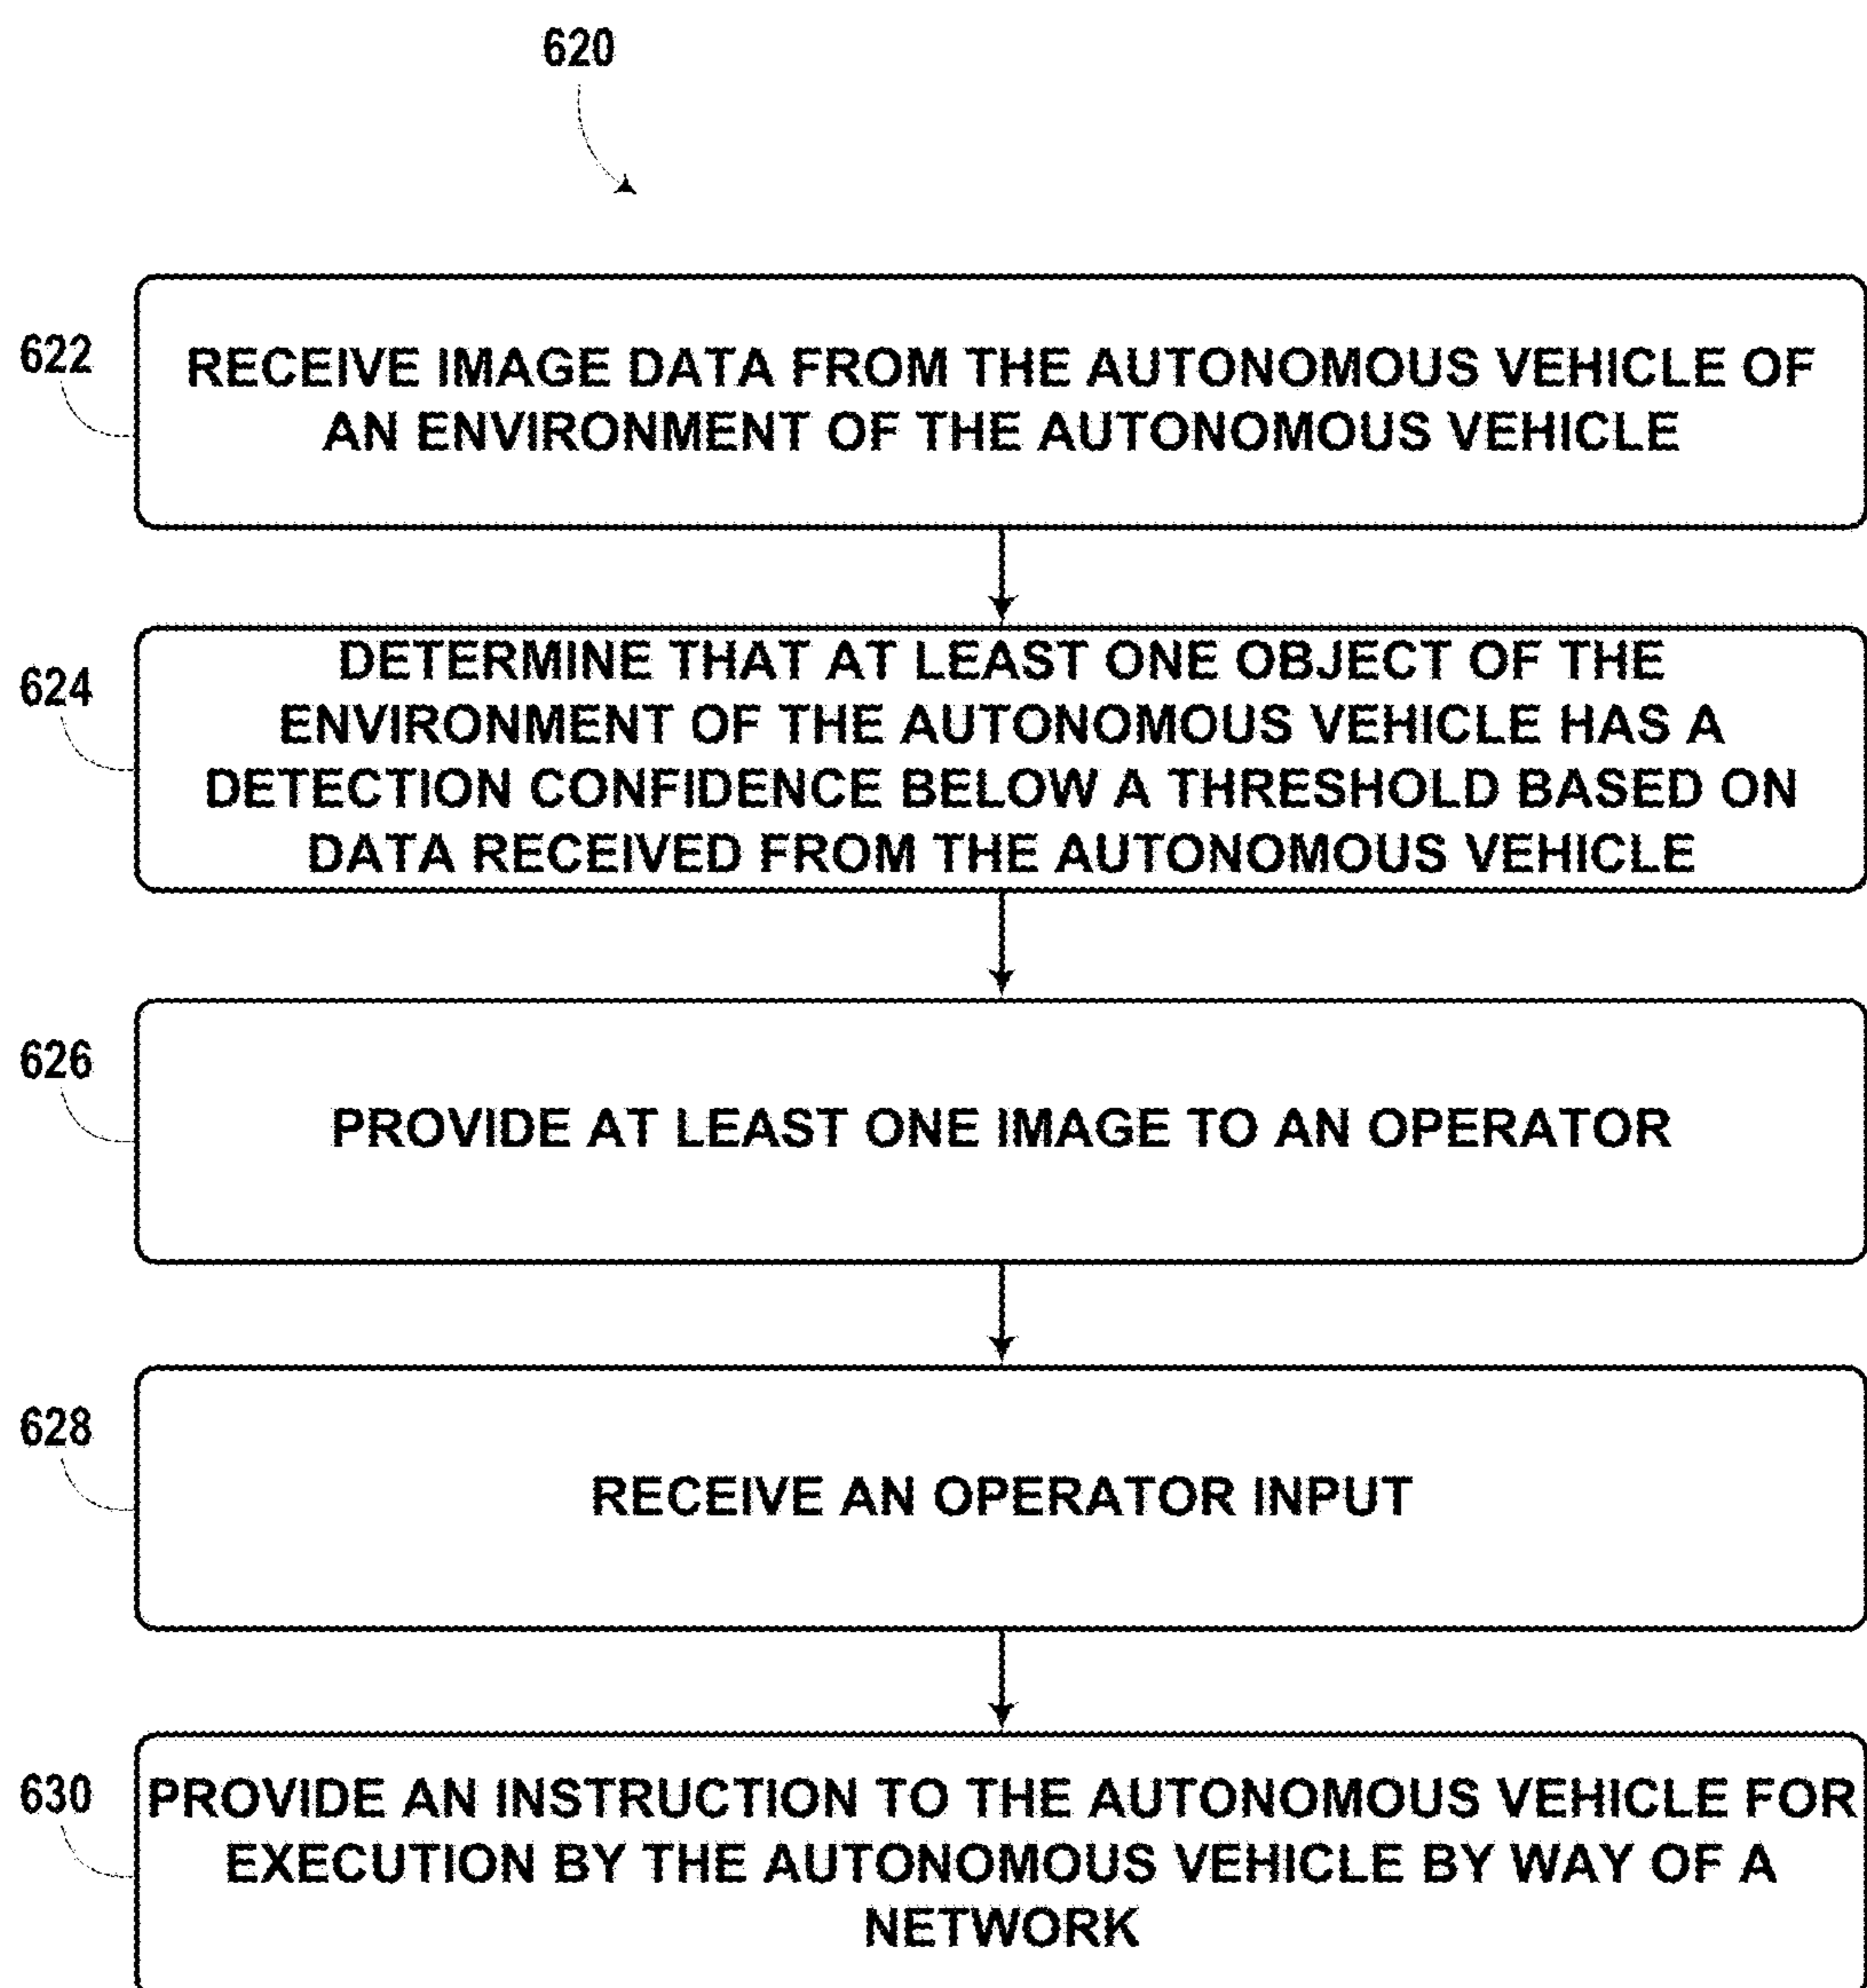 620
622
RECEIVE IMAGE DATA FROM THE AUTONOMOUS VEHICLE OF
AN ENVIRONMENT OF THE AUTONOMOUS VEHICLE
624
DETERMINE THAT AT LEAST ONE OBJECT OF THE
ENVIRONMENT OF THE AUTONOMOUS VEHICLE HAS A
DETECTION CONFIDENCE BELOW A THRESHOLD BASED ON
DATA RECEIVED FROM THE AUTONOMOUS VEHICLE
626
PROVIDE AT LEAST ONE IMAGE TO AN OPERATOR
628
RECEIVE AN OPERATOR INPUT
630
PROVIDE AN INSTRUCTION TO THE AUTONOMOUS VEHICLE FOR
EXECUTION BY THE AUTONOMOUS VEHICLE BY WAY OF A
NETWORK